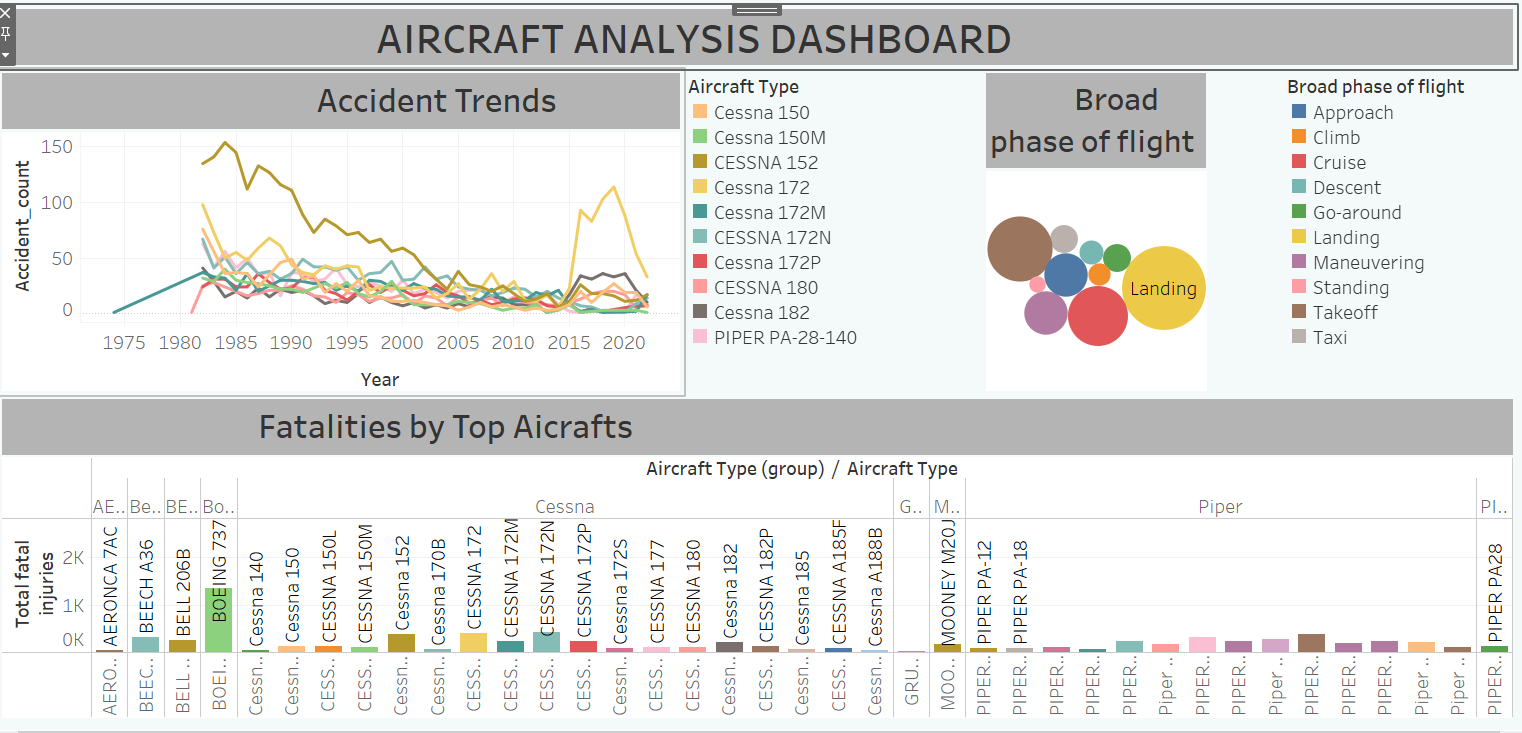 AIRCRAFT ANALYSIS DASHBOARD
Accident Trends
Accident_count
150
100
50
0
1975 1980 1985 1990 1995 2000 2005 2010 2015 2020
Year
Aircraft Type
Cessna 150
Cessna 150M
CESSNA 152
Cessna 172
Cessna 172M
CESSNA 172N
Cessna 172P
CESSNA 180
Cessna 182
PIPER PA-28-140
Broad
phase of flight
Landing
Broad phase of flight
Approach
Climb
Cruise
Descent
Go-around
Landing
Maneuvering
Standing
Takeoff
Taxi
Fatalities by Top Aicrafts
Aircraft Type (group) / Aircraft Type
AE.. Be.. BE.. Bo.. Cessna G.. M.. Piper PI..
Total fatal
injuries
2K
1K
0K
AERONCA 7AC
BEECH A36
BELL 206B
BOEING 737
Cessna 140
Cessna 150
CESSNA 150L
CESSNA 150M
Cessna 152
Cessna 170B
CESSNA 172
CESSNA 172M
CESSNA 172N
CESSNA 172P
Cessna 172S
CESSNA 177
CESSNA 180
CESSNA 182
CESSNA 182P
Cessna 185
CESSNA A185F
Cessna A188B
MOONEY M20J
PIPER PA-12
PIPER PA-18
PIPER PA28
AERO..
BEEC..
BELL ..
BOEI..
Cessn..
Cessn..
CESS..
CESS..
Cessn..
Cessn..
CESS..
CESS..
CESS..
CESS..
Cessn..
CESS..
CESS..
CESS..
CESS..
Cessn..
CESS..
Cessn..
GRU..
MOO..
PIPER..
PIPER..
PIPER..
PIPER..
PIPER..
Piper ..
PIPER..
PIPER..
Piper ..
PIPER..
PIPER..
PIPER..
Piper ..
Piper ..
PIPER..